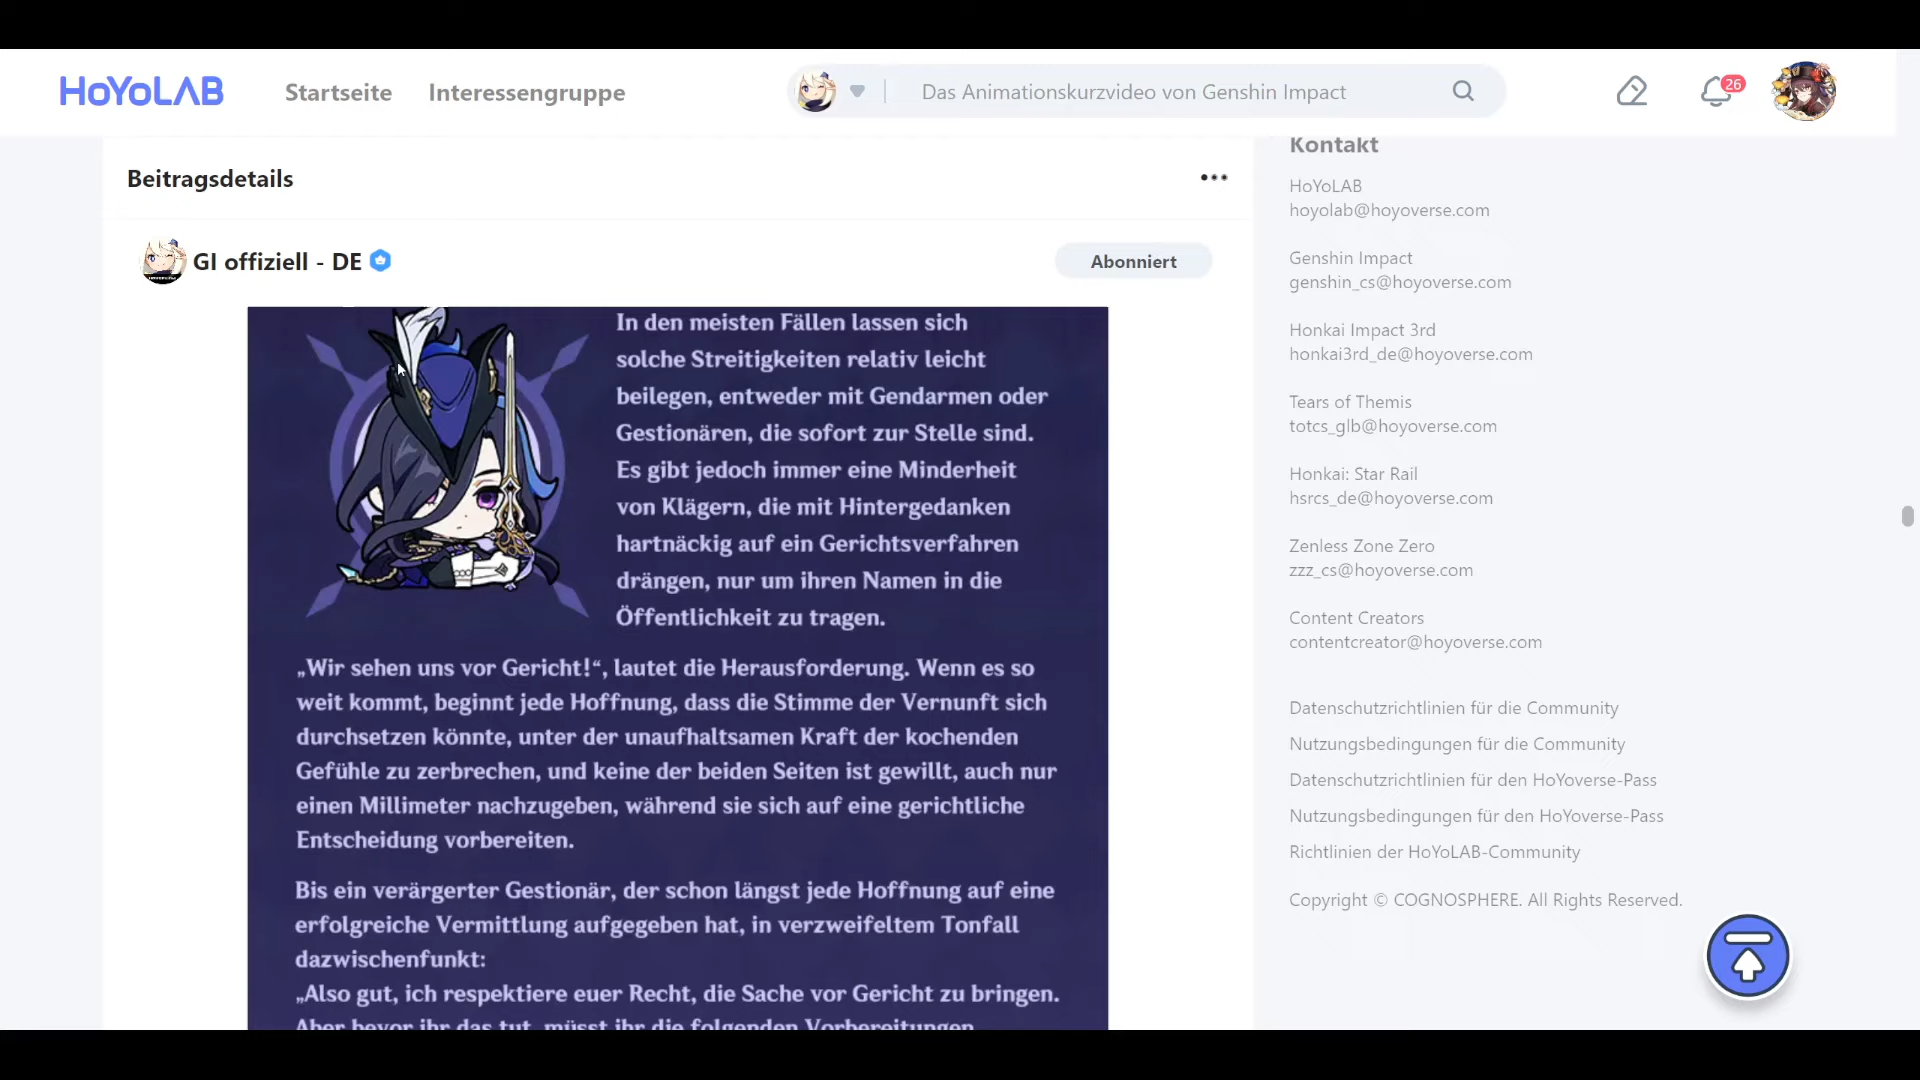 HoYoLAB
Startseite
Interessengruppe
Das Animationskurzvideo von Genshin Impact
26
Beitragsdetails
GI offiziell - DE
Abonniert
In den meisten Fällen lassen sich
solche Streitigkeiten relativ leicht
beilegen, entweder mit Gendarmen oder
Gestionären, die sofort zur Stelle sind.
Es gibt jedoch immer eine Minderheit
von Klägern, die mit Hintergedanken
hartnäckig auf ein Gerichtsverfahren
drängen, nur um ihren Namen in die
Öffentlichkeit zu tragen.
„Wir sehen uns vor Gericht!“, lautet die Herausforderung. Wenn es so
weit kommt, beginnt jede Hoffnung, dass die Stimme der Vernunft sich
durchsetzen könnte, unter der unaufhaltsamen Kraft der kochenden
Gefühle zu zerbrechen, und keine der beiden Seiten ist gewillt, auch nur
einen Millimeter nachzugeben, während sie sich auf eine gerichtliche
Entscheidung vorbereiten.
Bis ein verärgerter Gestionär, der schon längst jede Hoffnung auf eine
erfolgreiche Vermittlung aufgegeben hat, in verzweifeltem Tonfall
dazwischenfunkt:
„Also gut, ich respektiere euer Recht, die Sache vor Gericht zu bringen.
Aber bevor ihr das tut, müsst ihr die folgenden Vorbereitungen
Kontakt
HoYoLAB
hoyolab@hoyoverse.com
Genshin Impact
genshin_cs@hoyoverse.com
Honkai Impact 3rd
honkai3rd_de@hoyoverse.com
Tears of Themis
totcs_glb@hoyoverse.com
Honkai: Star Rail
hsrcs_de@hoyoverse.com
Zenless Zone Zero
zzz_cs@hoyoverse.com
Content Creators
contentcreator@hoyoverse.com
Datenschutzrichtlinien für die Community
Nutzungsbedingungen für die Community
Datenschutzrichtlinien für den HoYoverse-Pass
Nutzungsbedingungen für den HoYoverse-Pass
Richtlinien der HoYoLAB-Community
Copyright © COGNOSPHERE. All Rights Reserved.